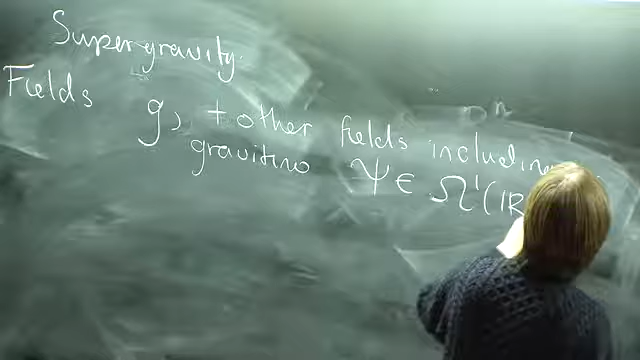 Supergravity.
Fields g, + other fields including
gravitino Ψ ∈ Ω¹(IR